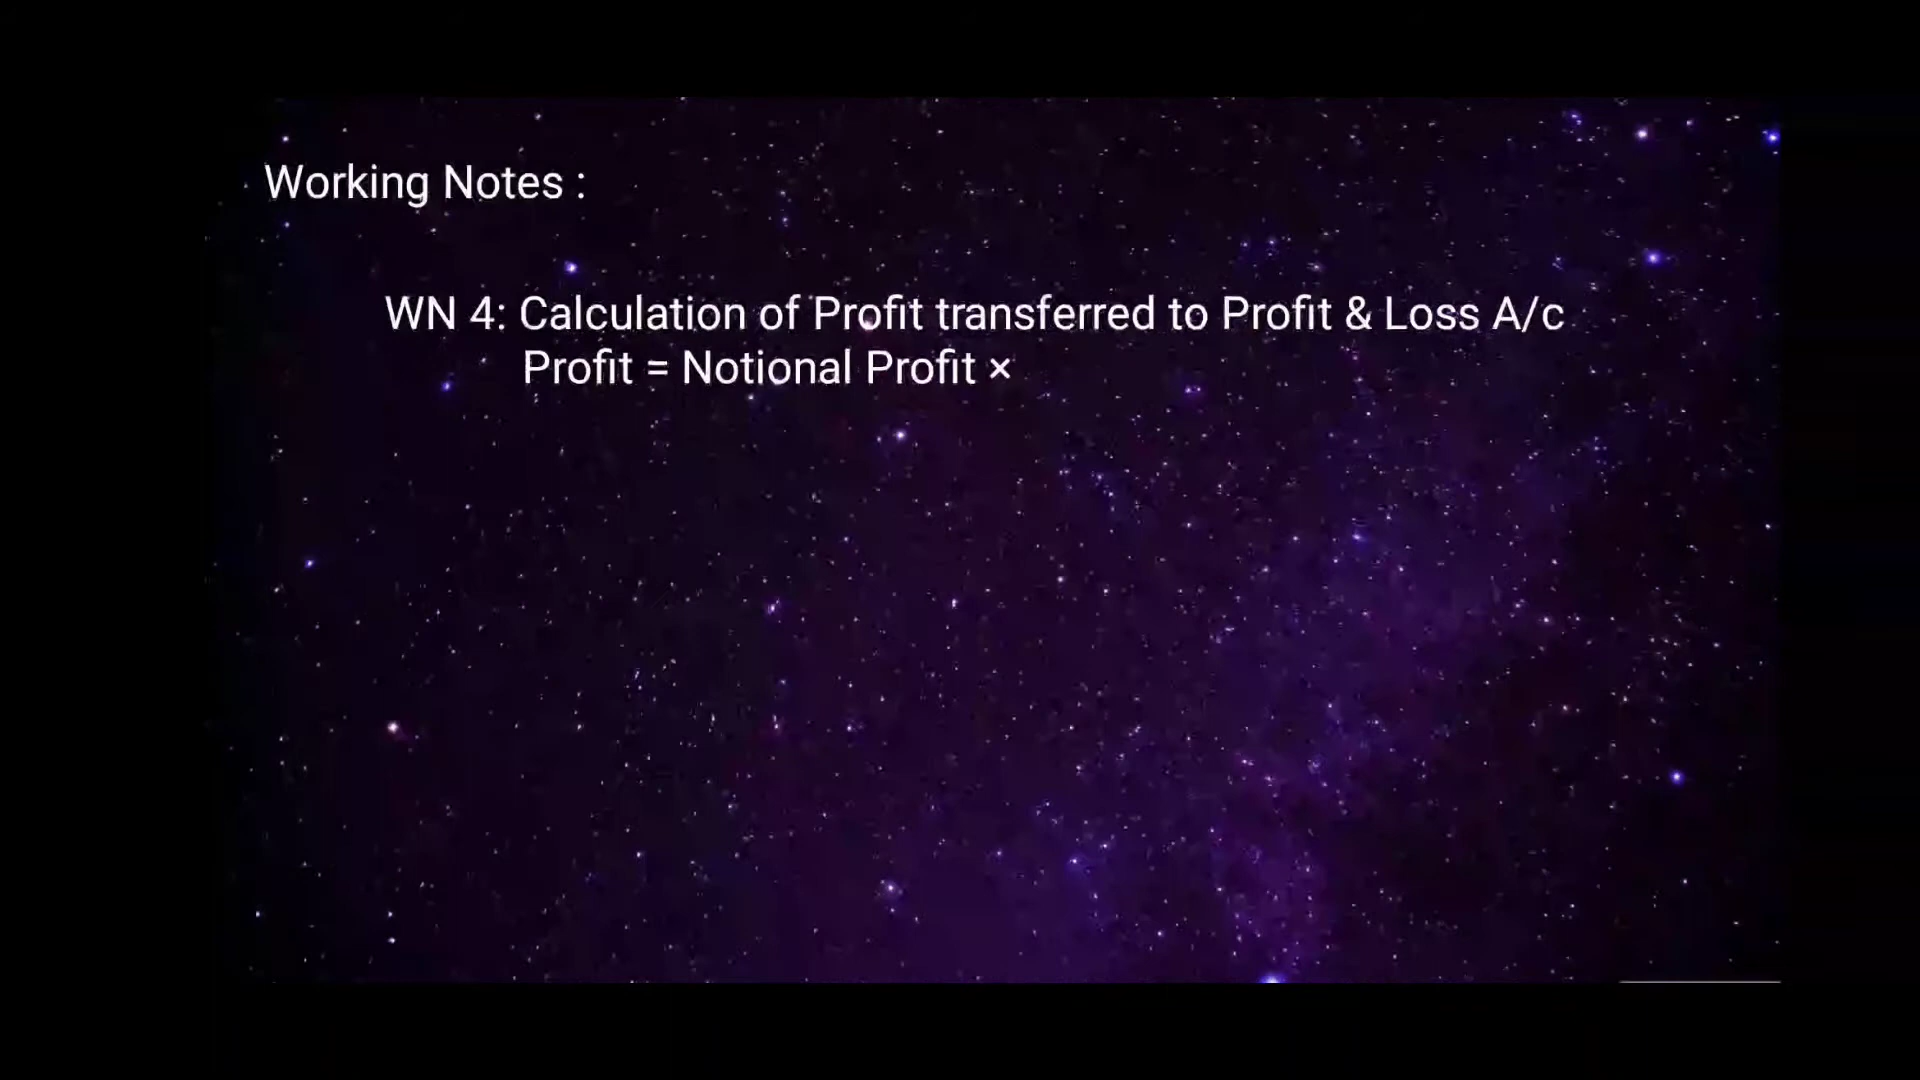 Working Notes :
WN 4: Calculation of Profit transferred to Profit & Loss A/c
Profit = Notional Profit ×